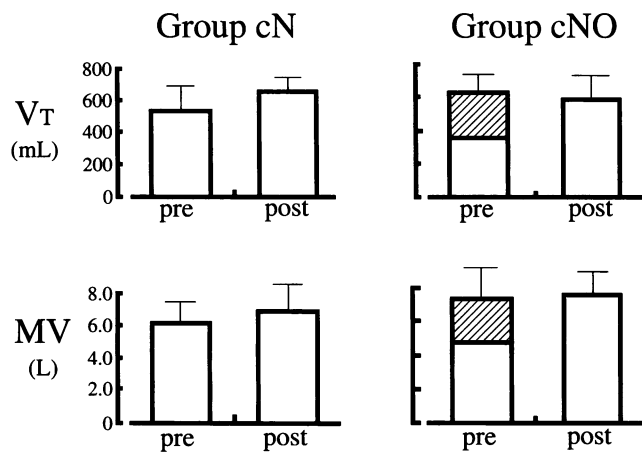 Group cN
Group cNO
VT
(mL)
800
600
400
200
0
pre
post
pre
post
MV
(L)
8.0
6.0
4.0
2.0
0
pre
post
pre
post